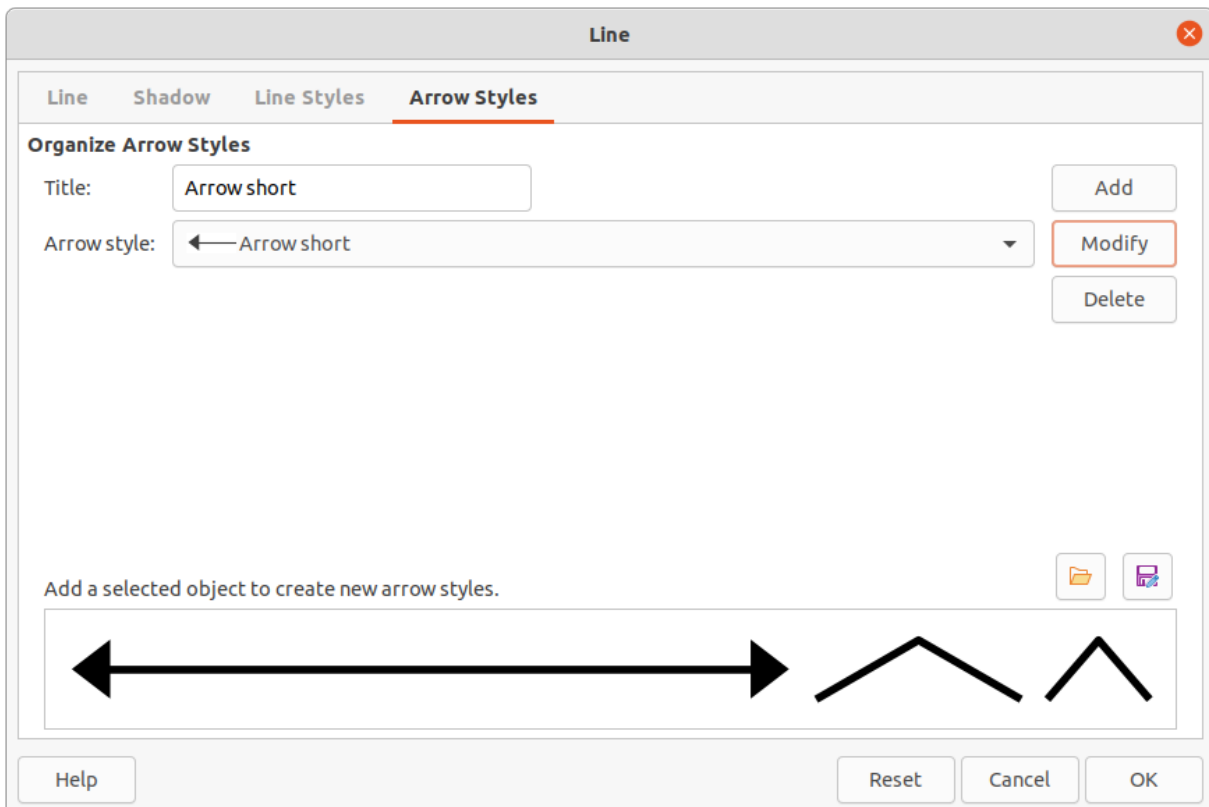 Line
Line Shadow Line Styles Arrow Styles
Organize Arrow Styles
Title: Arrow short Add
Arrow style: Arrow short Modify
Delete
Add a selected object to create new arrow styles.
Help Reset Cancel OK